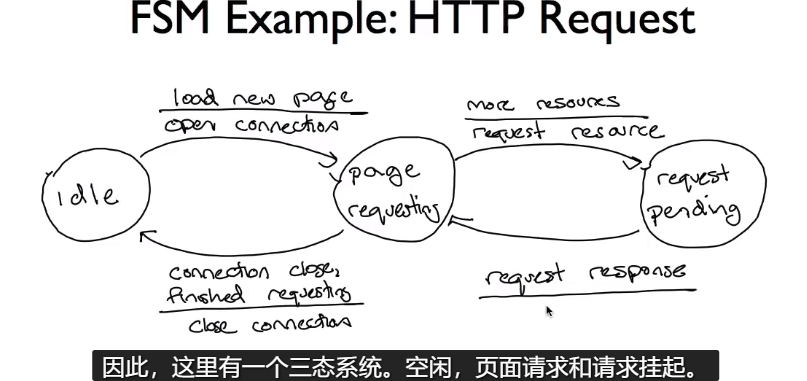 FSM Example: HTTP Request
load new page
open connection
more resources
request resource
idle
page
requesting
request
pending
connection close,
finished requesting
close connection
request response
因此，这里有一个三态系统。空闲，页面请求和请求挂起。